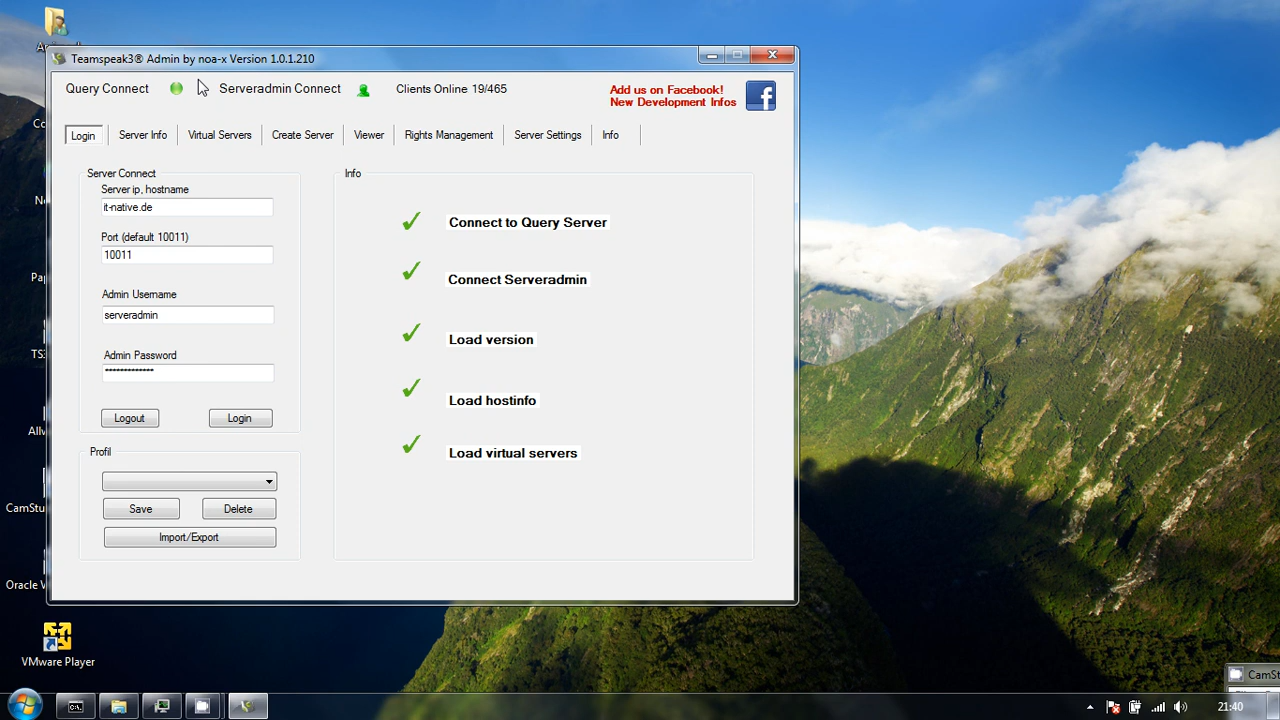 Teamspeak3® Admin by noa-x Version 1.0.1.210
Query Connect
Serveradmin Connect
Clients Online 19/465
Add us on Facebook!
New Development Infos
f
Login
Server Info
Virtual Servers
Create Server
Viewer
Rights Management
Server Settings
Info
Server Connect
Server ip, hostname
it-native.de
Port (default 10011)
10011
Admin Username
serveradmin
Admin Password
*************
Logout
Login
Profil
Save
Delete
Import/Export
Info
Connect to Query Server
Connect Serveradmin
Load version
Load hostinfo
Load virtual servers
CamStu
Oracle V
VMware Player
CamStu
21:40